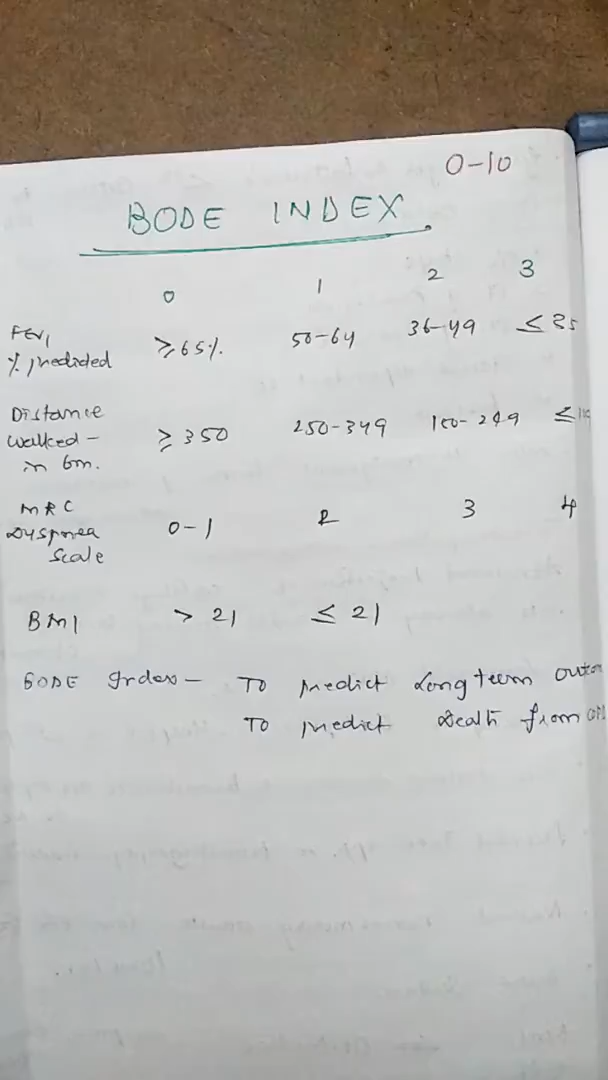 0-10
BODE INDEX
0 1 2 3
FEV1 % predicted ≥65% 50-64 36-49 ≤35
Distance walked - in 6m. ≥350 250-349 150-249
MRC Dyspnea Scale 0-1 2 3 4
BMI >21 ≤21
BODE Index - To predict Long term
To predict Death from